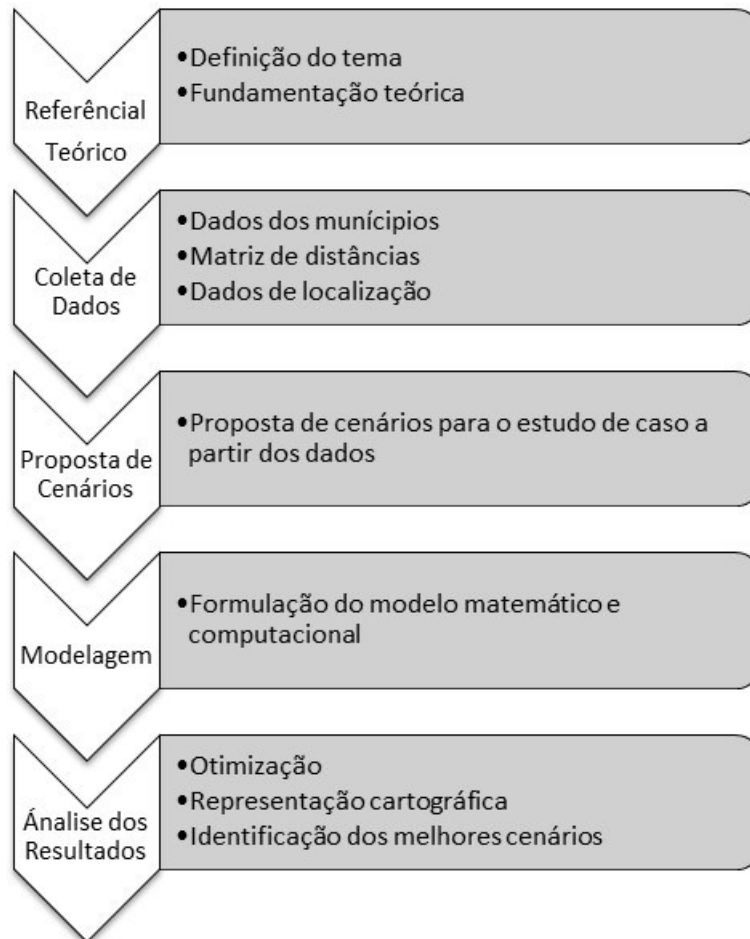 Referêncial
Teórico
•Definição do tema
•Fundamentação teórica
Coleta de
Dados
•Dados dos munícipios
•Matriz de distâncias
•Dados de localização
Proposta de
Cenários
•Proposta de cenários para o estudo de caso a
partir dos dados
Modelagem
•Formulação do modelo matemático e
computacional
Ánalise dos
Resultados
•Otimização
•Representação cartográfica
•Identificação dos melhores cenários